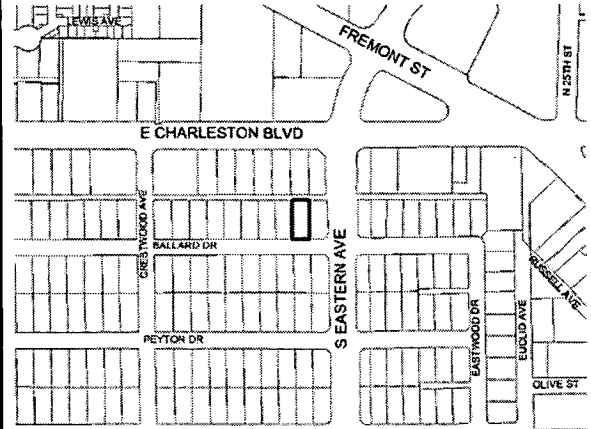 LEWIS AVE
FREMONT ST
N 25TH ST
E CHARLESTON BLVD
CRESTWOOD AVE
BALLARD DR
S EASTERN AVE
RUSSELL AVE
EASTWOOD DR
EUCLID AVE
PEYTON DR
OLIVE ST